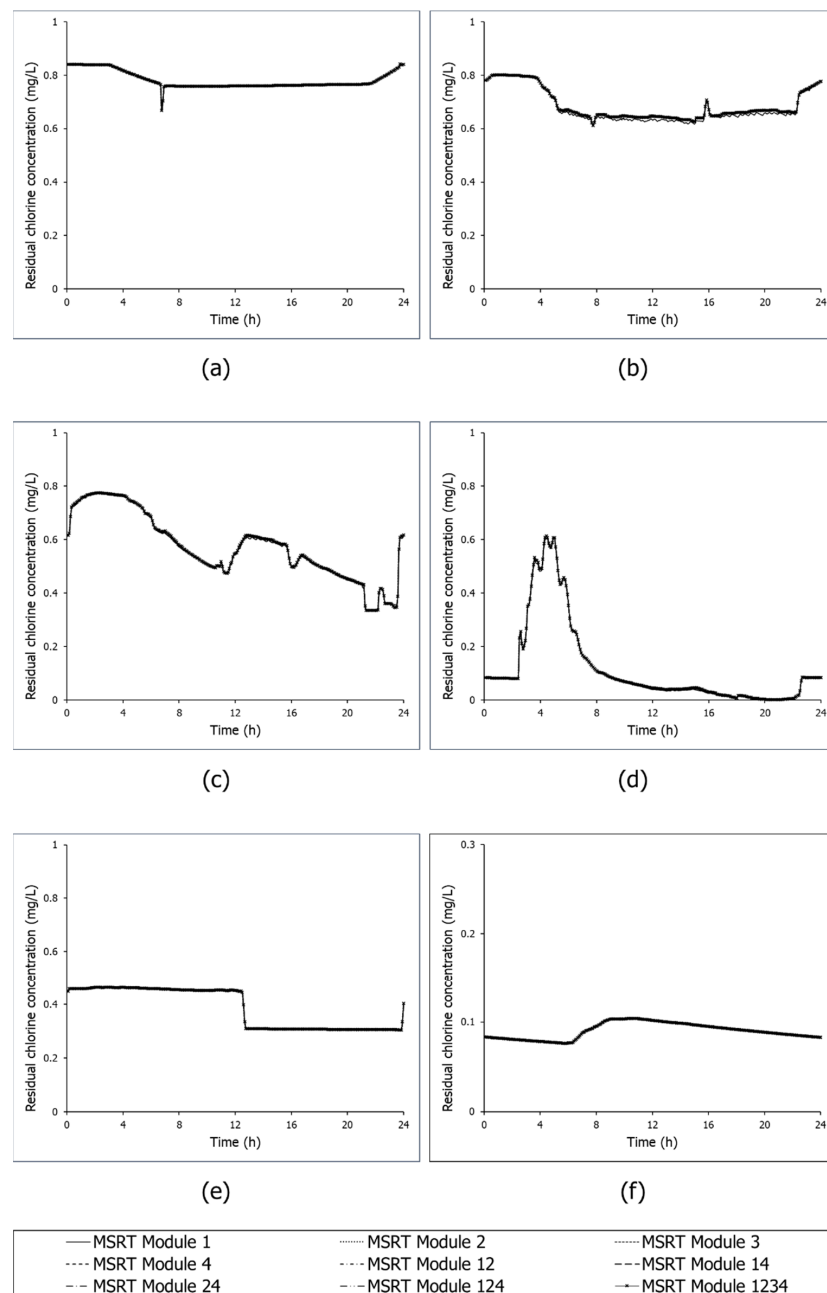 Residual chlorine concentration (mg/L)
1
0.8
0.6
0.4
0.2
0
0 4 8 12 16 20 24
Time (h)
(a)
Residual chlorine concentration (mg/L)
1
0.8
0.6
0.4
0.2
0
0 4 8 12 16 20 24
Time (h)
(b)
Residual chlorine concentration (mg/L)
1
0.8
0.6
0.4
0.2
0
0 4 8 12 16 20 24
Time (h)
(c)
Residual chlorine concentration (mg/L)
1
0.8
0.6
0.4
0.2
0
0 4 8 12 16 20 24
Time (h)
(d)
Residual chlorine concentration (mg/L)
1
0.8
0.6
0.4
0.2
0
0 4 8 12 16 20 24
Time (h)
(e)
Residual chlorine concentration (mg/L)
0.3
0.2
0.1
0
0 4 8 12 16 20 24
Time (h)
(f)
MSRT Module 1 MSRT Module 2 MSRT Module 3
MSRT Module 4 MSRT Module 12 MSRT Module 14
MSRT Module 24 MSRT Module 124 MSRT Module 1234